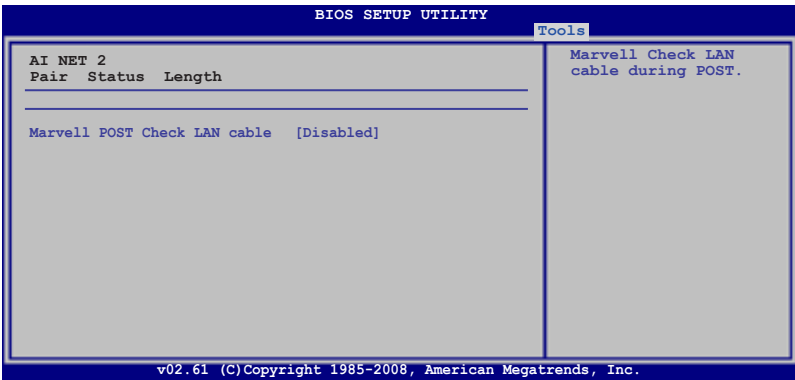 BIOS SETUP UTILITY
Tools
AI NET 2
Pair Status Length
Marvell POST Check LAN cable [Disabled]
Marvell Check LAN
cable during POST.
v02.61 (C)Copyright 1985-2008, American Megatrends, Inc.